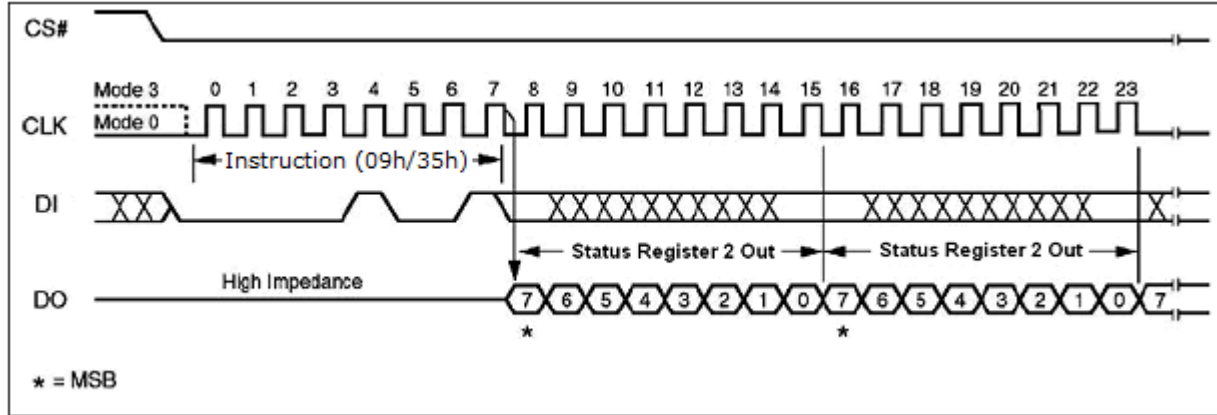 CS#
Mode 3 0 1 2 3 4 5 6 7 8 9 10 11 12 13 14 15 16 17 18 19 20 21 22 23
CLK Mode 0
Instruction (09h/35h)
DI
Status Register 2 Out Status Register 2 Out
High Impedance
DO 7 6 5 4 3 2 1 0 7 6 5 4 3 2 1 0 7
* *
* = MSB